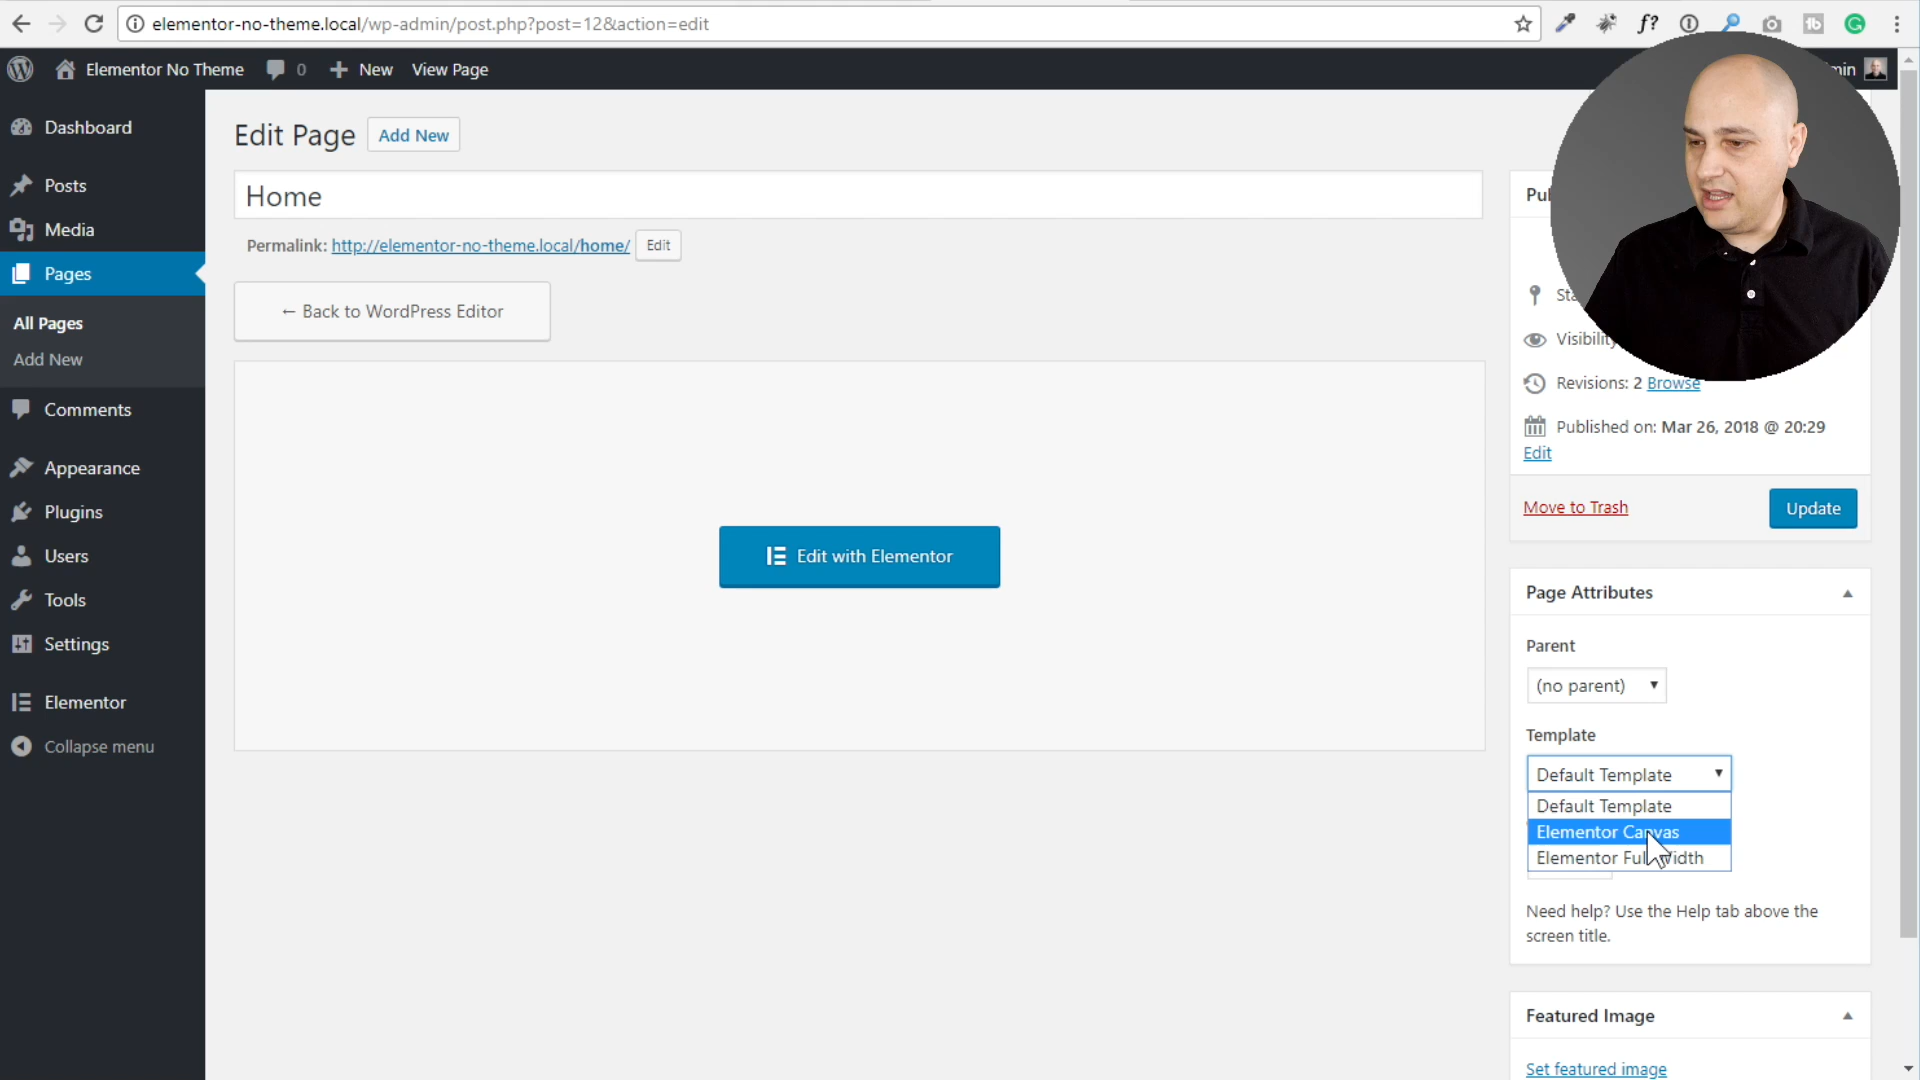 elementor-no-theme.local/wp-admin/post.php?post=12&action=edit
f?
tb
Elementor No Theme
0
New
View Page
Dashboard
Posts
Media
Pages
All Pages
Add New
Comments
Appearance
Plugins
Users
Tools
Settings
Elementor
Collapse menu
Edit Page
Add New
Home
Permalink: http://elementor-no-theme.local/home/
Edit
← Back to WordPress Editor
Edit with Elementor
Visibility
Revisions: 2 Browse
Published on: Mar 26, 2018 @ 20:29
Edit
Move to Trash
Update
Page Attributes
Parent
(no parent)
Template
Default Template
Default Template
Elementor Canvas
Elementor Full Width
Need help? Use the Help tab above the
screen title.
Featured Image
Set featured image